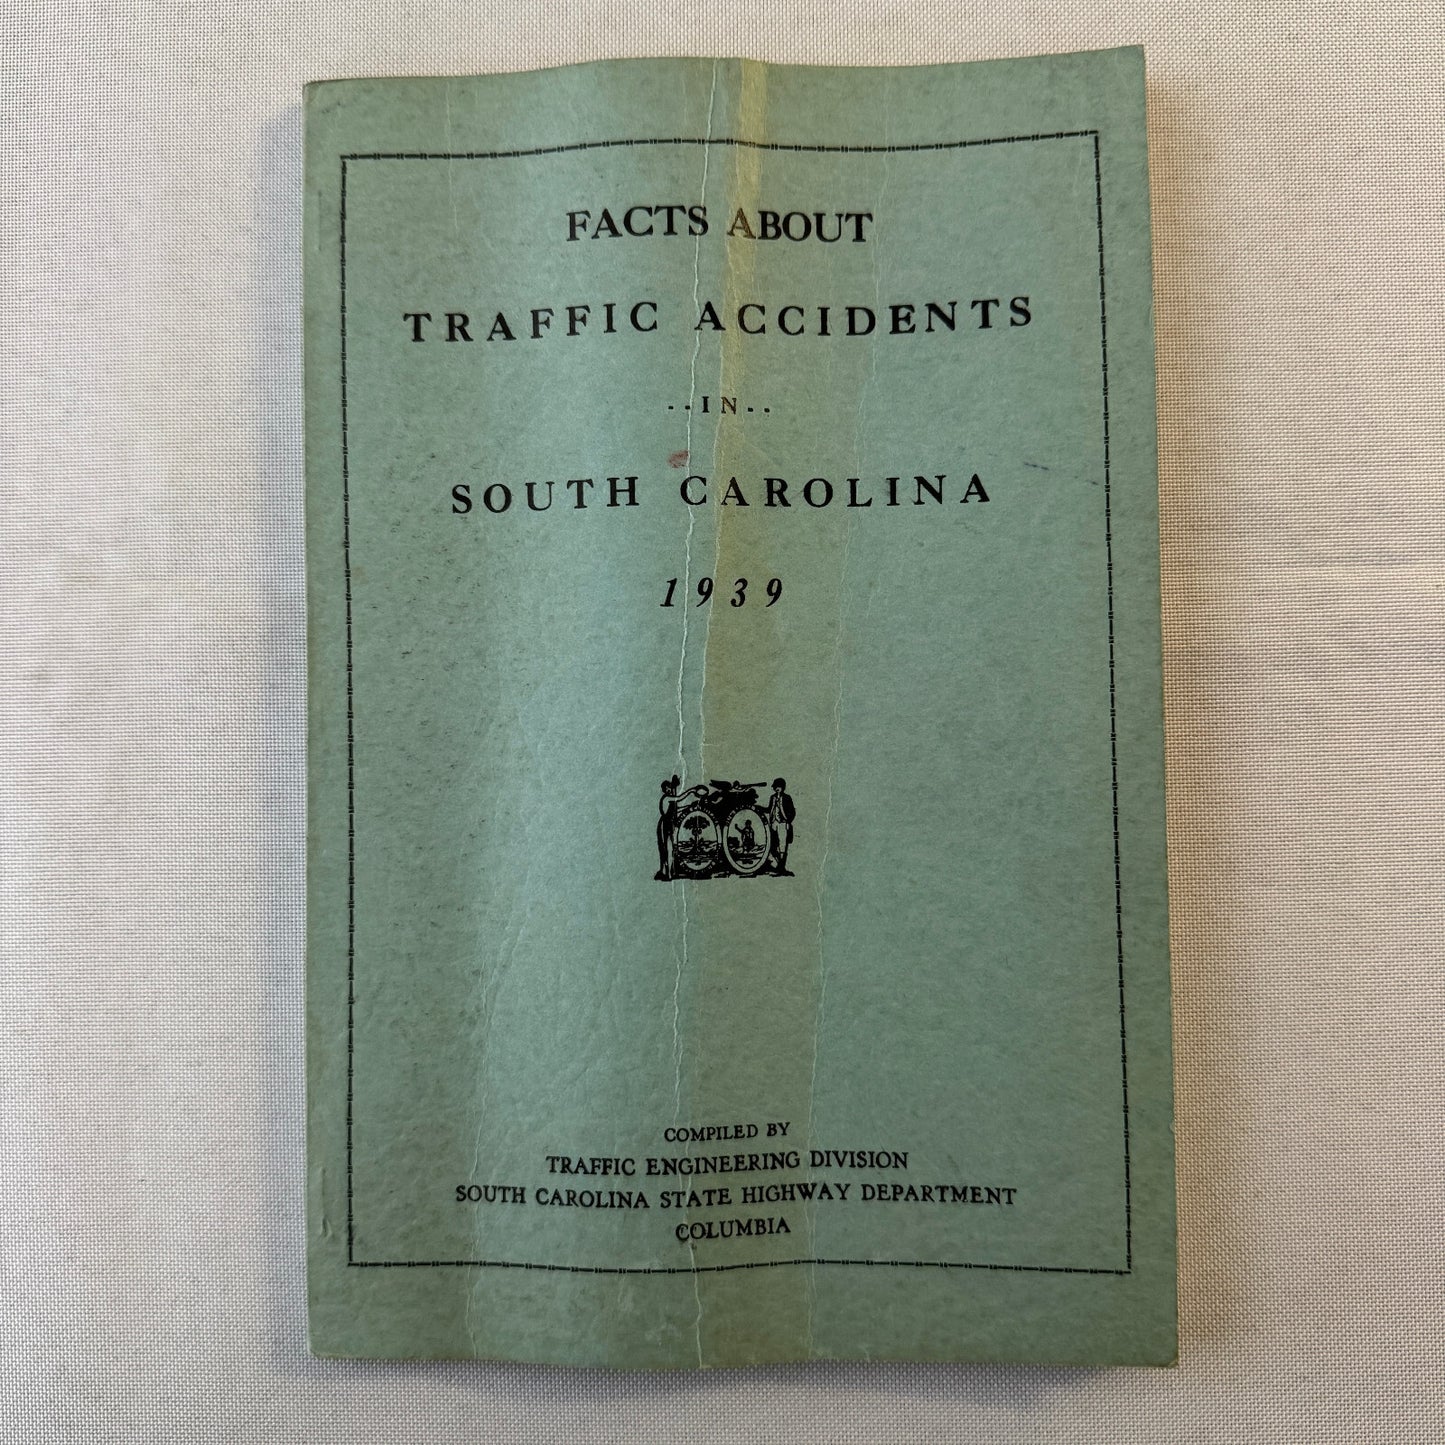 FACTS ABOUT
TRAFFIC ACCIDENTS
..IN..
SOUTH CAROLINA
1939
COMPILED BY
TRAFFIC ENGINEERING DIVISION
SOUTH CAROLINA STATE HIGHWAY DEPARTMENT
COLUMBIA